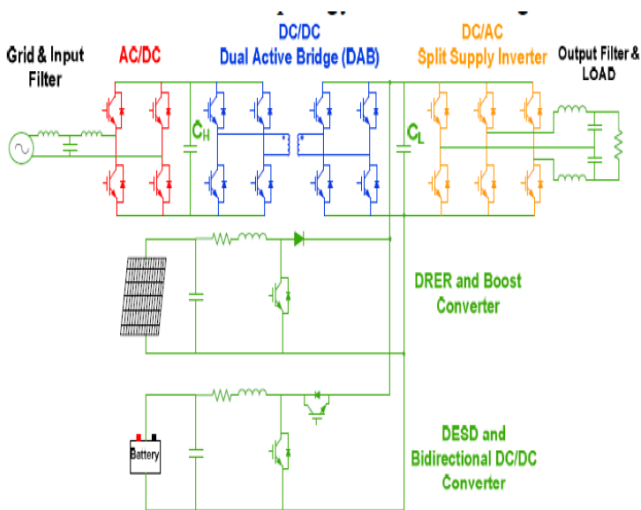 DC/DC
Dual Active Bridge (DAB)
DC/AC
Split Supply Inverter
Grid & Input
Filter
AC/DC
Output Filter &
LOAD
CH
CL
DRER and Boost
Converter
Battery
DESD and
Bidirectional DC/DC
Converter